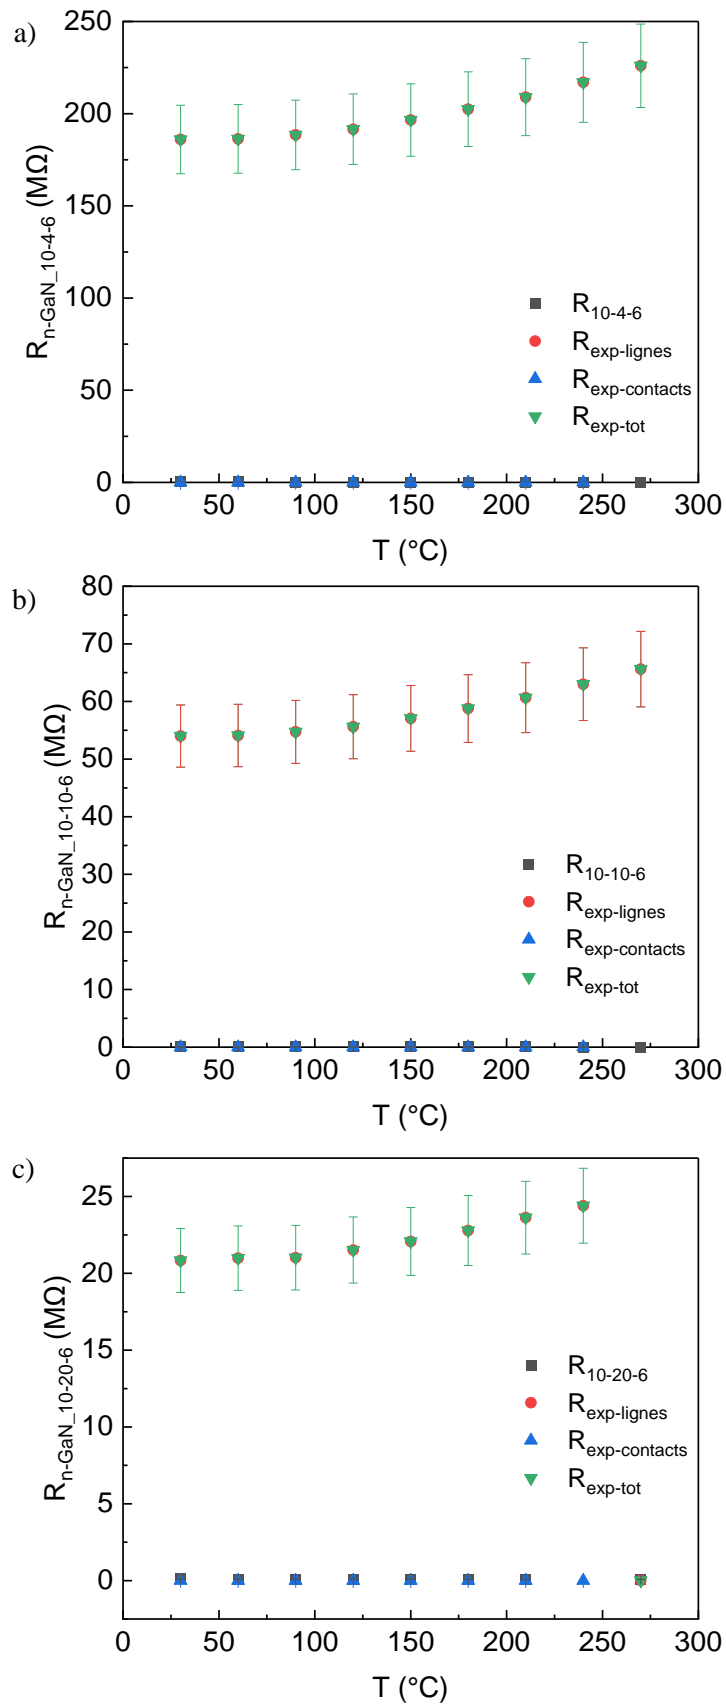 a)
250
200
150
100
50
0
R_n-GaN_10-4-6 (MΩ)
R_10-4-6
R_exp-lignes
R_exp-contacts
R_exp-tot
0 50 100 150 200 250 300
T (°C)
b)
80
70
60
50
40
30
20
10
0
R_n-GaN_10-10-6 (MΩ)
R_10-10-6
R_exp-lignes
R_exp-contacts
R_exp-tot
0 50 100 150 200 250 300
T (°C)
c)
25
20
15
10
5
0
R_n-GaN_10-20-6 (MΩ)
R_10-20-6
R_exp-lignes
R_exp-contacts
R_exp-tot
0 50 100 150 200 250 300
T (°C)